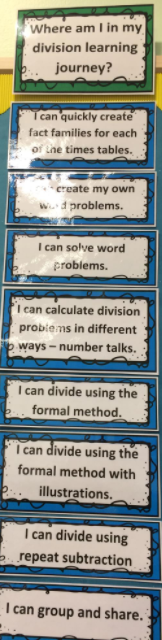 Where am I in my
division learning
journey?
I can quickly create
fact families for each
of the times tables.
create my own
word problems.
I can solve word
problems.
I can calculate division
problems in different
ways – number talks.
I can divide using the
formal method.
I can divide using the
formal method with
illustrations.
I can divide using
repeat subtraction
I can group and share.